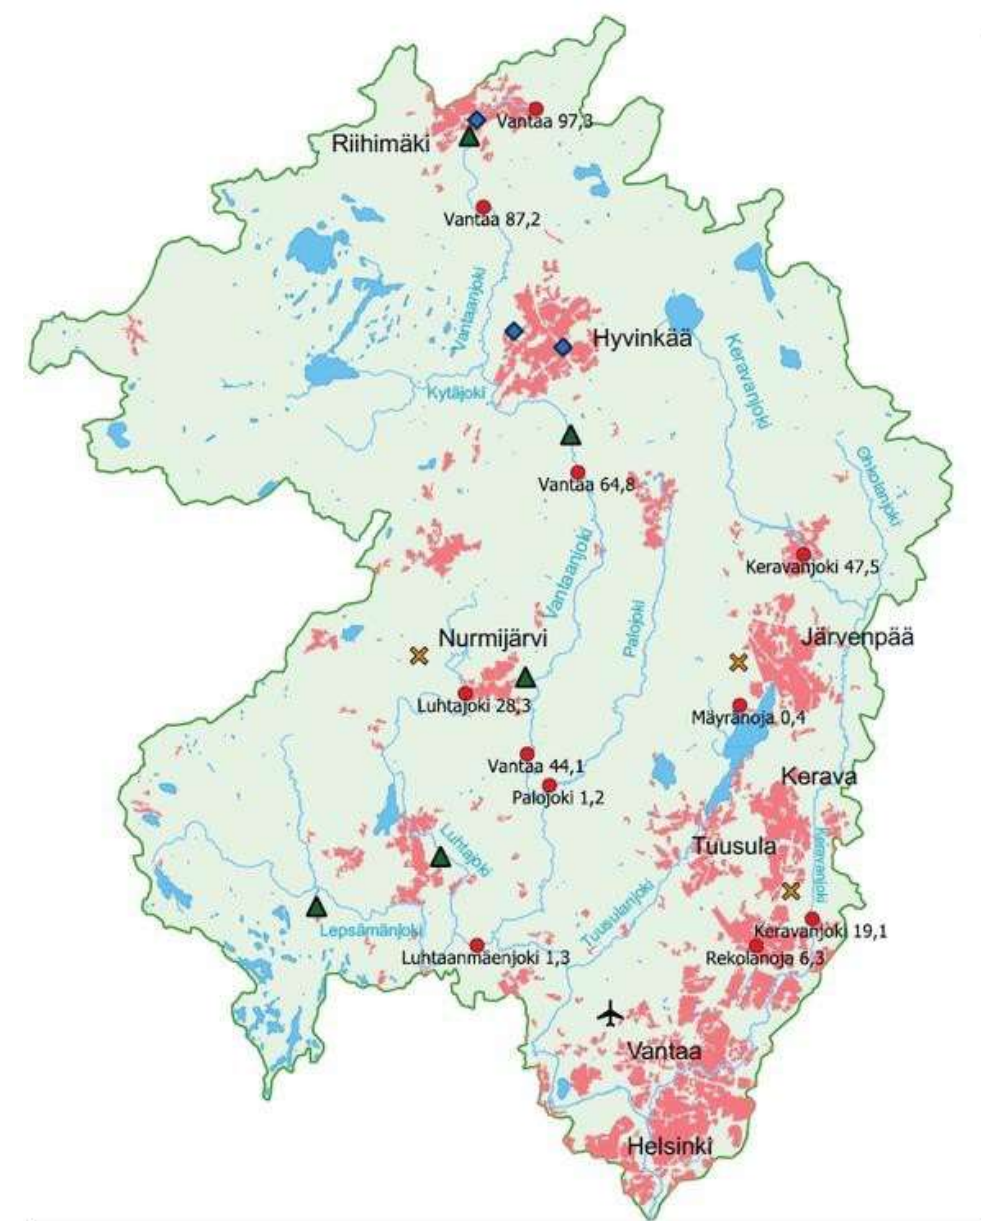 Vantaa 97,3
Riihimäki
Vantaa 87,2
Vantaanjoki
Hyvinkää
Keravanjoki
Kytäjoki
Ohkolanjoki
Vantaa 64,8
Vantaanjoki
Keravanjoki 47,5
Palojoki
Nurmijärvi
Järvenpää
Luhtajoki 28,3
Mäyränoja 0,4
Vantaa 44,1
Kerava
Palojoki 1,2
Tuusula
Luhtajoki
Keravanjoki
Tuusulanjoki
Lepsämänjoki
Keravanjoki 19,1
Luhtaanmäenjoki 1,3
Rekolanoja 6,3
Vantaa
Helsinki